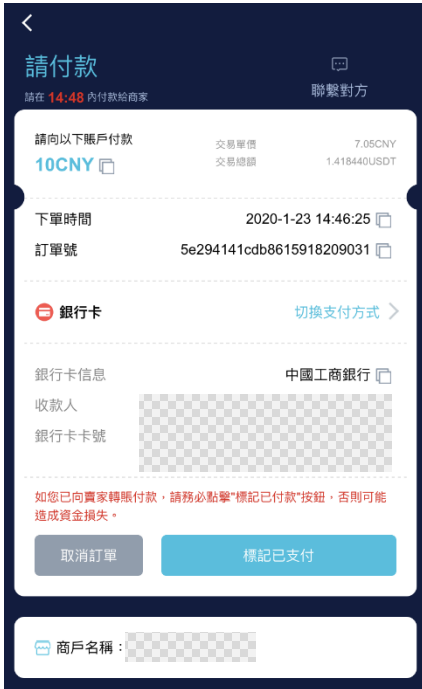 請付款
聯繫對方
請在 14:48 內付款給商家
請向以下賬戶付款
10CNY
交易單價 7.05CNY
交易總額 1.418440USDT
下單時間 2020-1-23 14:46:25
訂單號 5e294141cdb8615918209031
銀行卡 切換支付方式
銀行卡信息 中國工商銀行
收款人
銀行卡卡號
如您已向賣家轉賬付款，請務必點擊"標記已付款"按鈕，否則可能
造成資金損失。
取消訂單 標記已支付
商戶名稱：